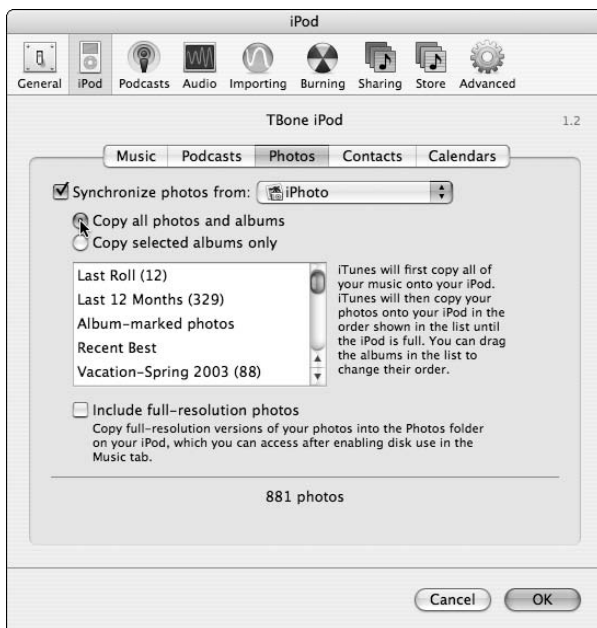 iPod
General iPod Podcasts Audio Importing Burning Sharing Store Advanced
TBone iPod 1.2
Music Podcasts Photos Contacts Calendars
Synchronize photos from: iPhoto
Copy all photos and albums
Copy selected albums only
Last Roll (12)
Last 12 Months (329)
Album-marked photos
Recent Best
Vacation-Spring 2003 (88)
iTunes will first copy all of
your music onto your iPod.
iTunes will then copy your
photos onto your iPod in the
order shown in the list until
the iPod is full. You can drag
the albums in the list to
change their order.
Include full-resolution photos
Copy full-resolution versions of your photos into the Photos folder
on your iPod, which you can access after enabling disk use in the
Music tab.
881 photos
Cancel OK